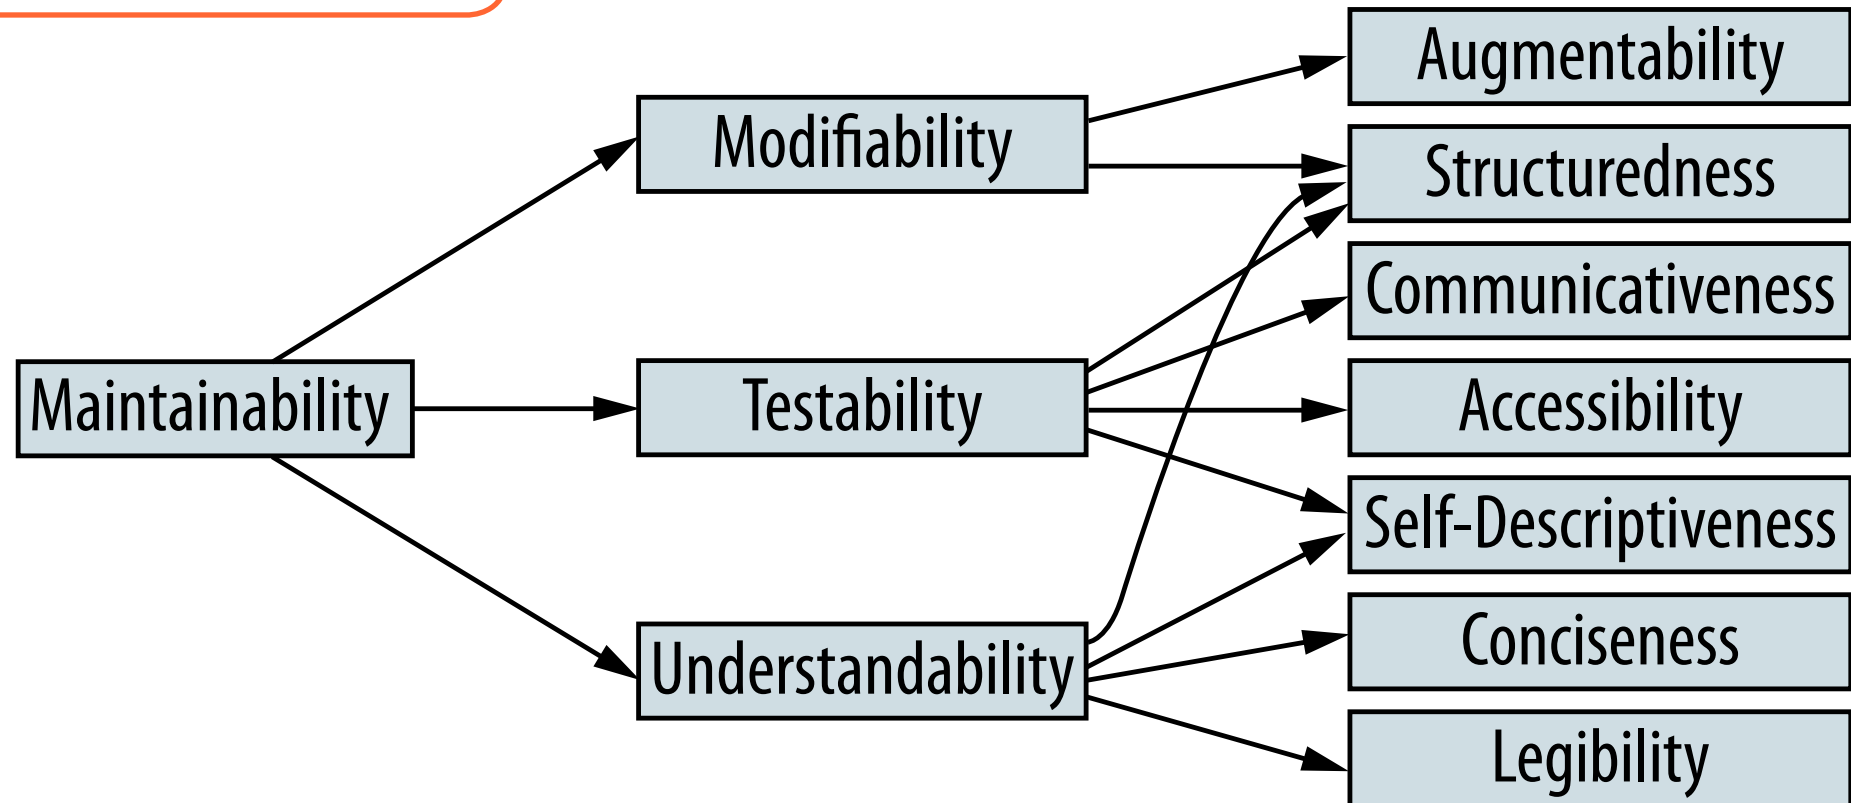 Maintainability
Modifiability
Testability
Understandability
Augmentability
Structuredness
Communicativeness
Accessibility
Self-Descriptiveness
Conciseness
Legibility